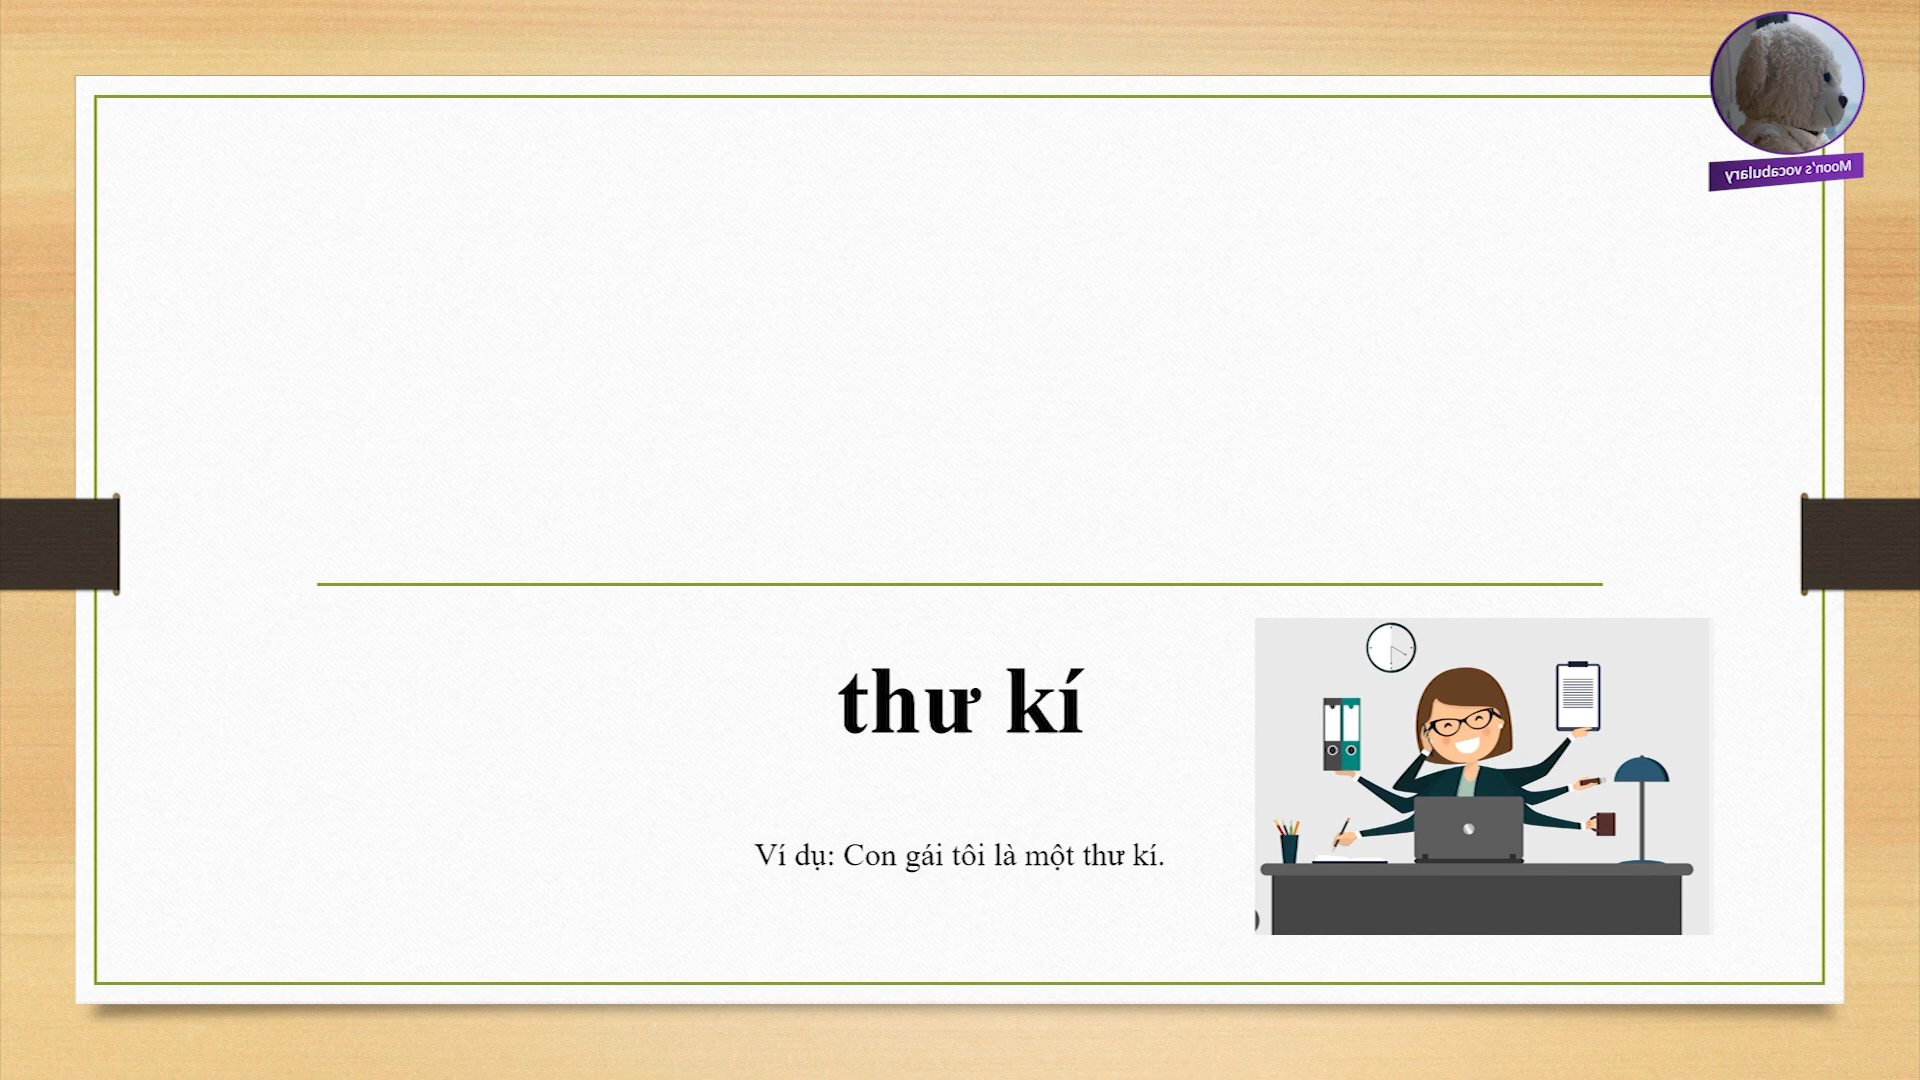 Moon's vocabulary
thư kí
Ví dụ: Con gái tôi là một thư kí.